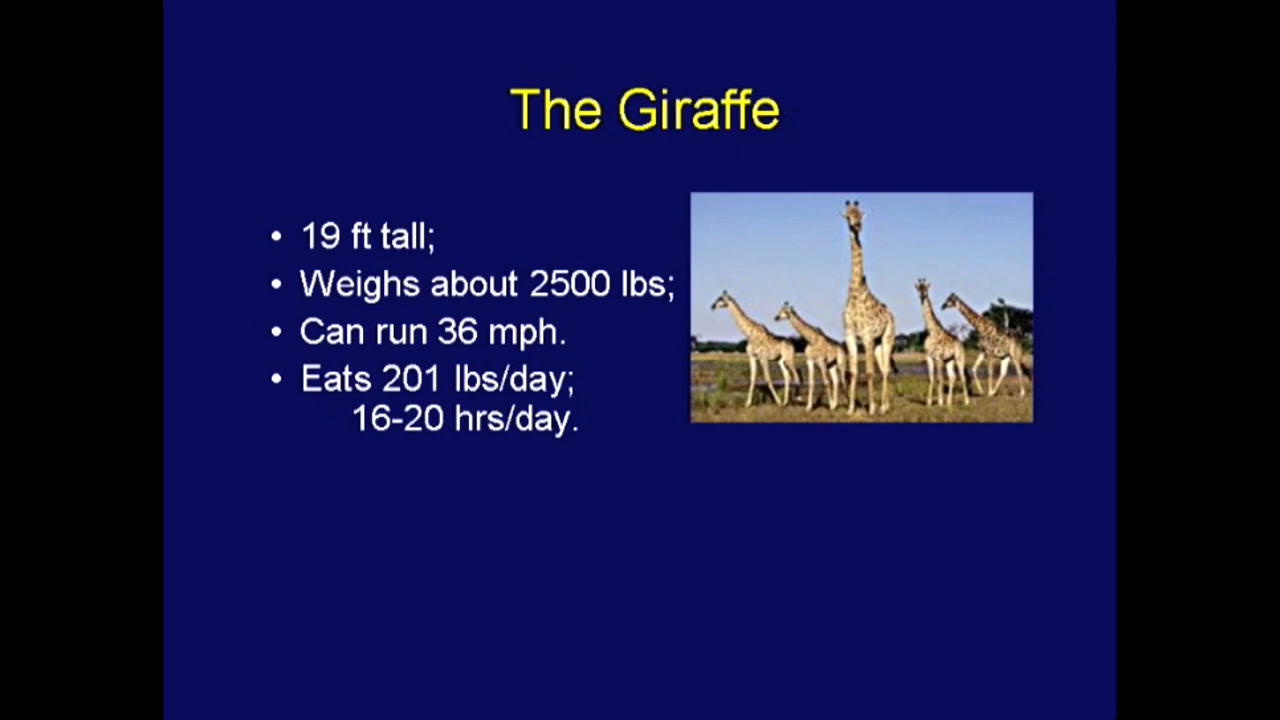 The Giraffe
• 19 ft tall;
• Weighs about 2500 lbs;
• Can run 36 mph.
• Eats 201 lbs/day;
16-20 hrs/day.